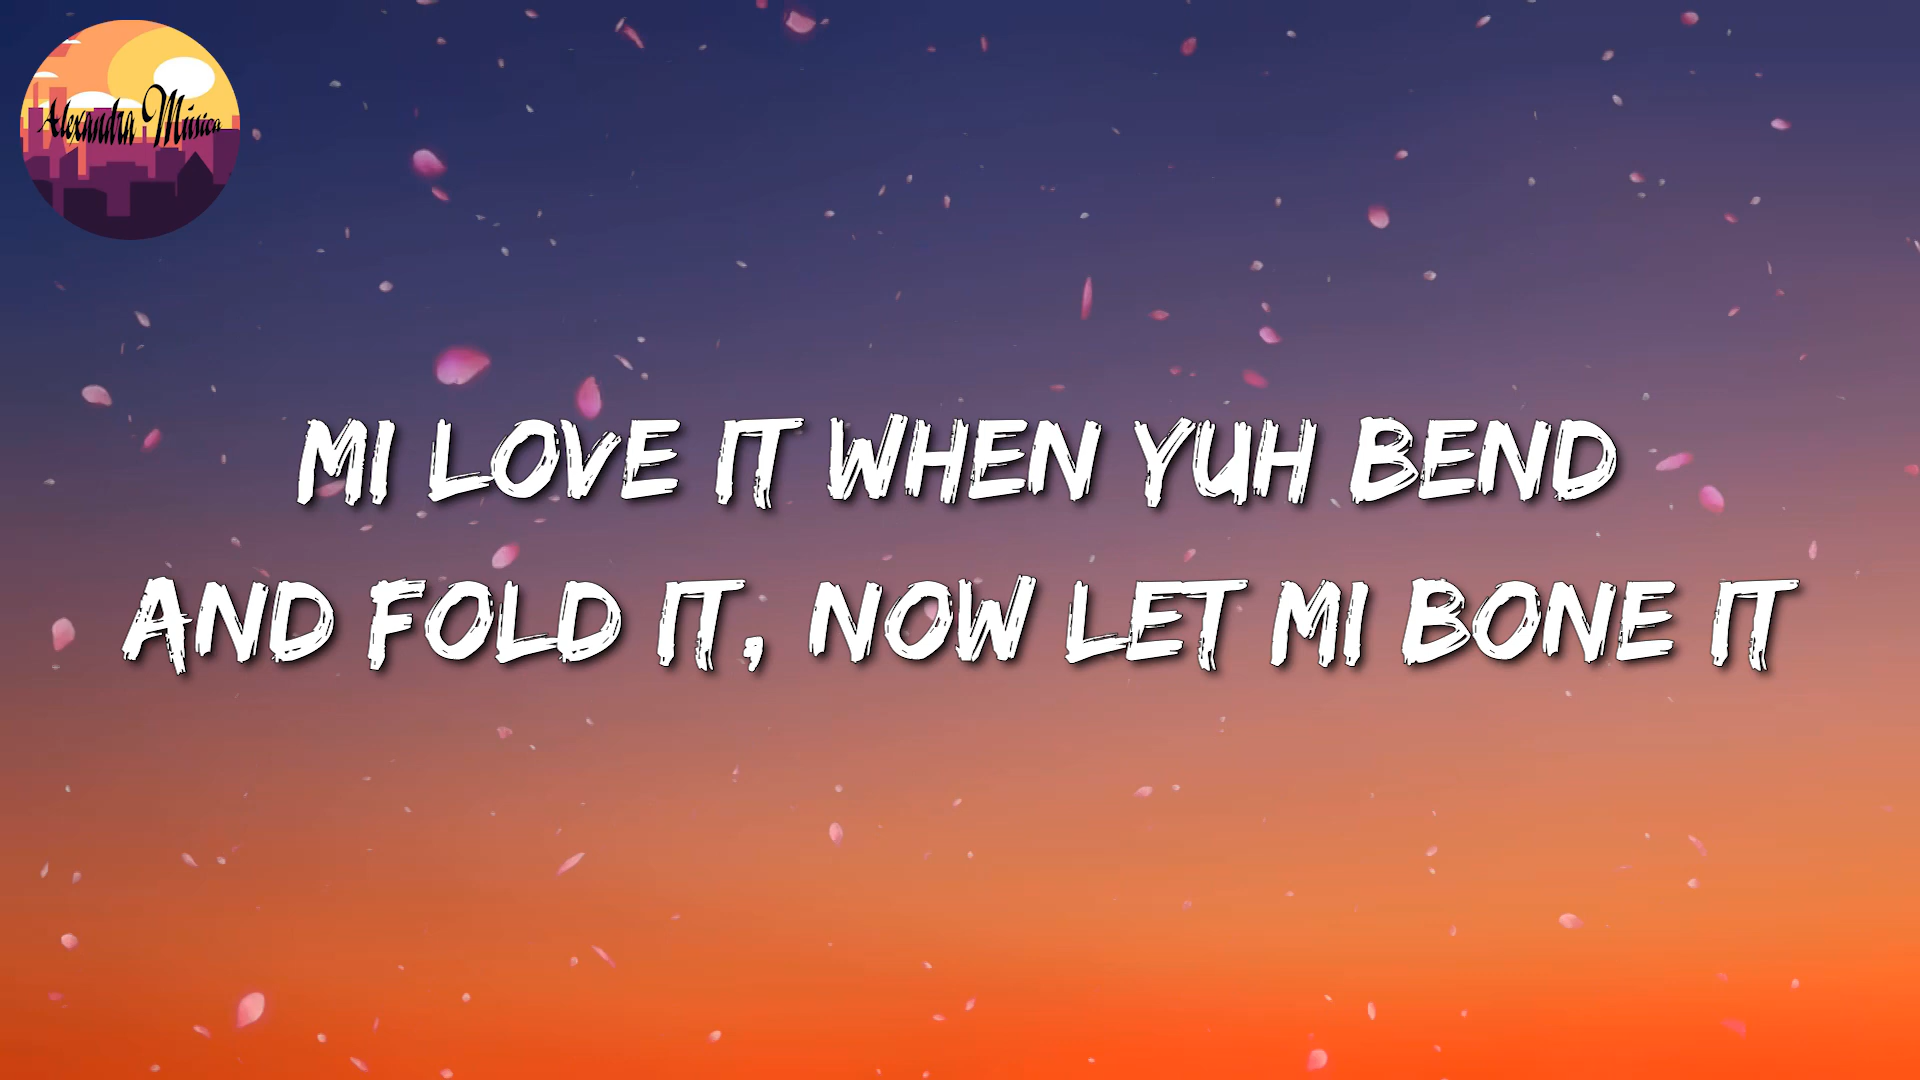 Alexandra Música
MI LOVE IT WHEN YUH BEND
AND FOLD IT, NOW LET MI BONE IT